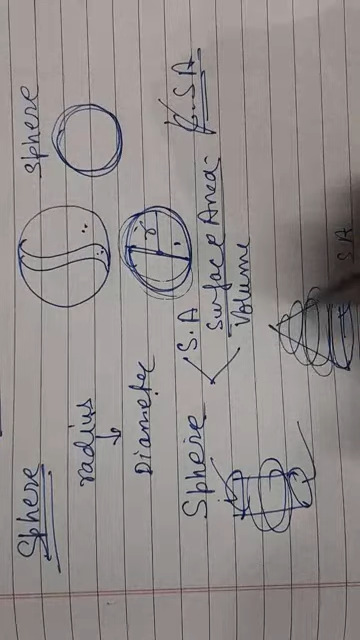 Sphere
Sphere
radius
Diameter
r
Sphere
S.A
Surface Area
Volume
S.A